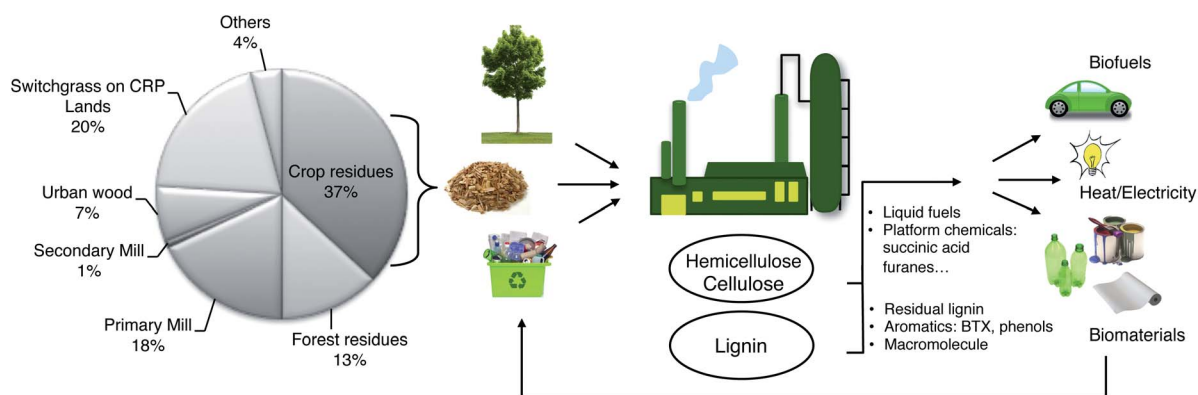 Others
4%
Switchgrass on CRP
Lands
20%
Urban wood
7%
Secondary Mill
1%
Primary Mill
18%
Forest residues
13%
Crop residues
37%
Hemicellulose
Cellulose
Lignin
• Liquid fuels
• Platform chemicals:
succinic acid
furanes…
• Residual lignin
• Aromatics: BTX, phenols
• Macromolecule
Biofuels
Heat/Electricity
Biomaterials